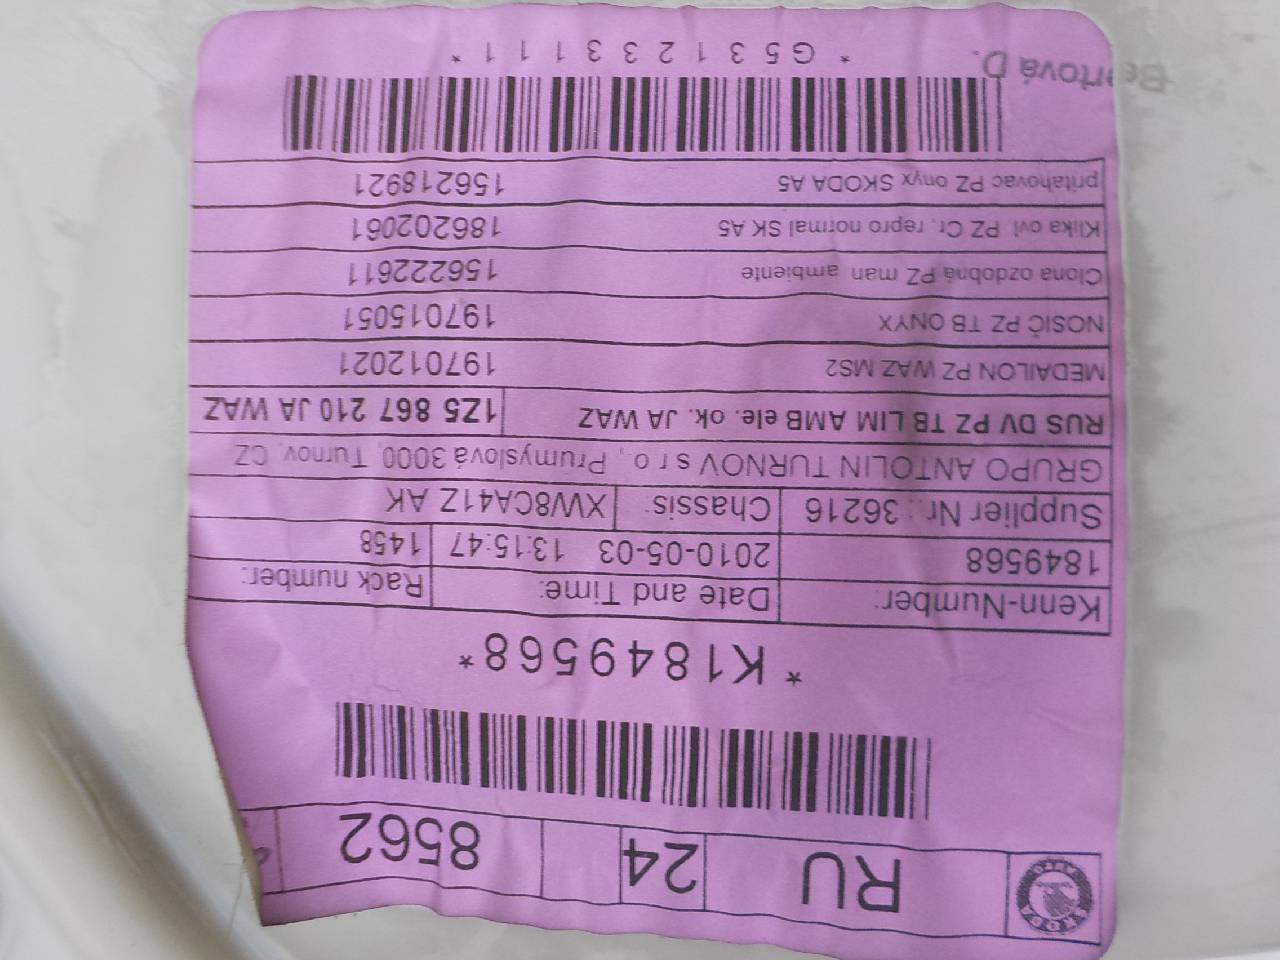 ŠKODA AUTO RU 24 8562
*K1849568*
Kenn-Number: Date and Time: Rack number:
1849568 2010-05-03 13:15:47 1458
Supplier Nr.: 36216 Chassis: XW8CA41Z AK
GRUPO ANTOLIN TURNOV s r o , Průmyslová 3000, Turnov, CZ
RUS DV PZ TB LIM AMB ele. ok. JA WAZ 1Z5 867 210 JA WAZ
MEDAILON PZ WAZ MS2 197012021
NOSIČ PZ TB ONYX 197015051
Clona ozdobná PZ man ambiente 156222611
Klika ovl PZ Cr, repro normal SK A5 186202061
pritahovac PZ onyx SKODA A5 156218921
*G5312331111*